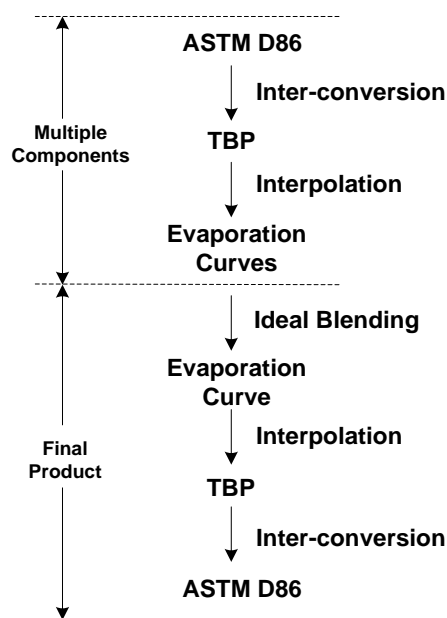 ASTM D86
Inter-conversion
Multiple
Components
TBP
Interpolation
Evaporation
Curves
Ideal Blending
Evaporation
Curve
Interpolation
Final
Product
TBP
Inter-conversion
ASTM D86